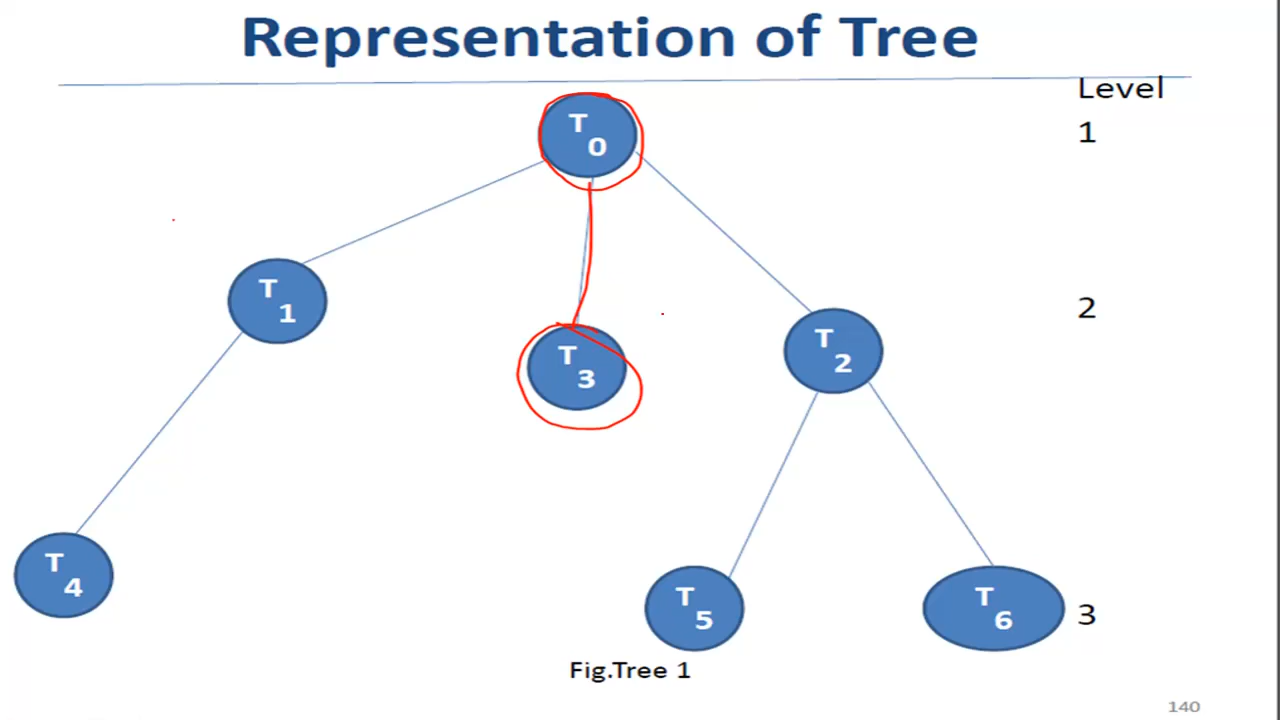 Representation of Tree
Level
T 0
1
T 1
2
T 3
T 2
T 4
T 5
T 6
3
Fig.Tree 1
140